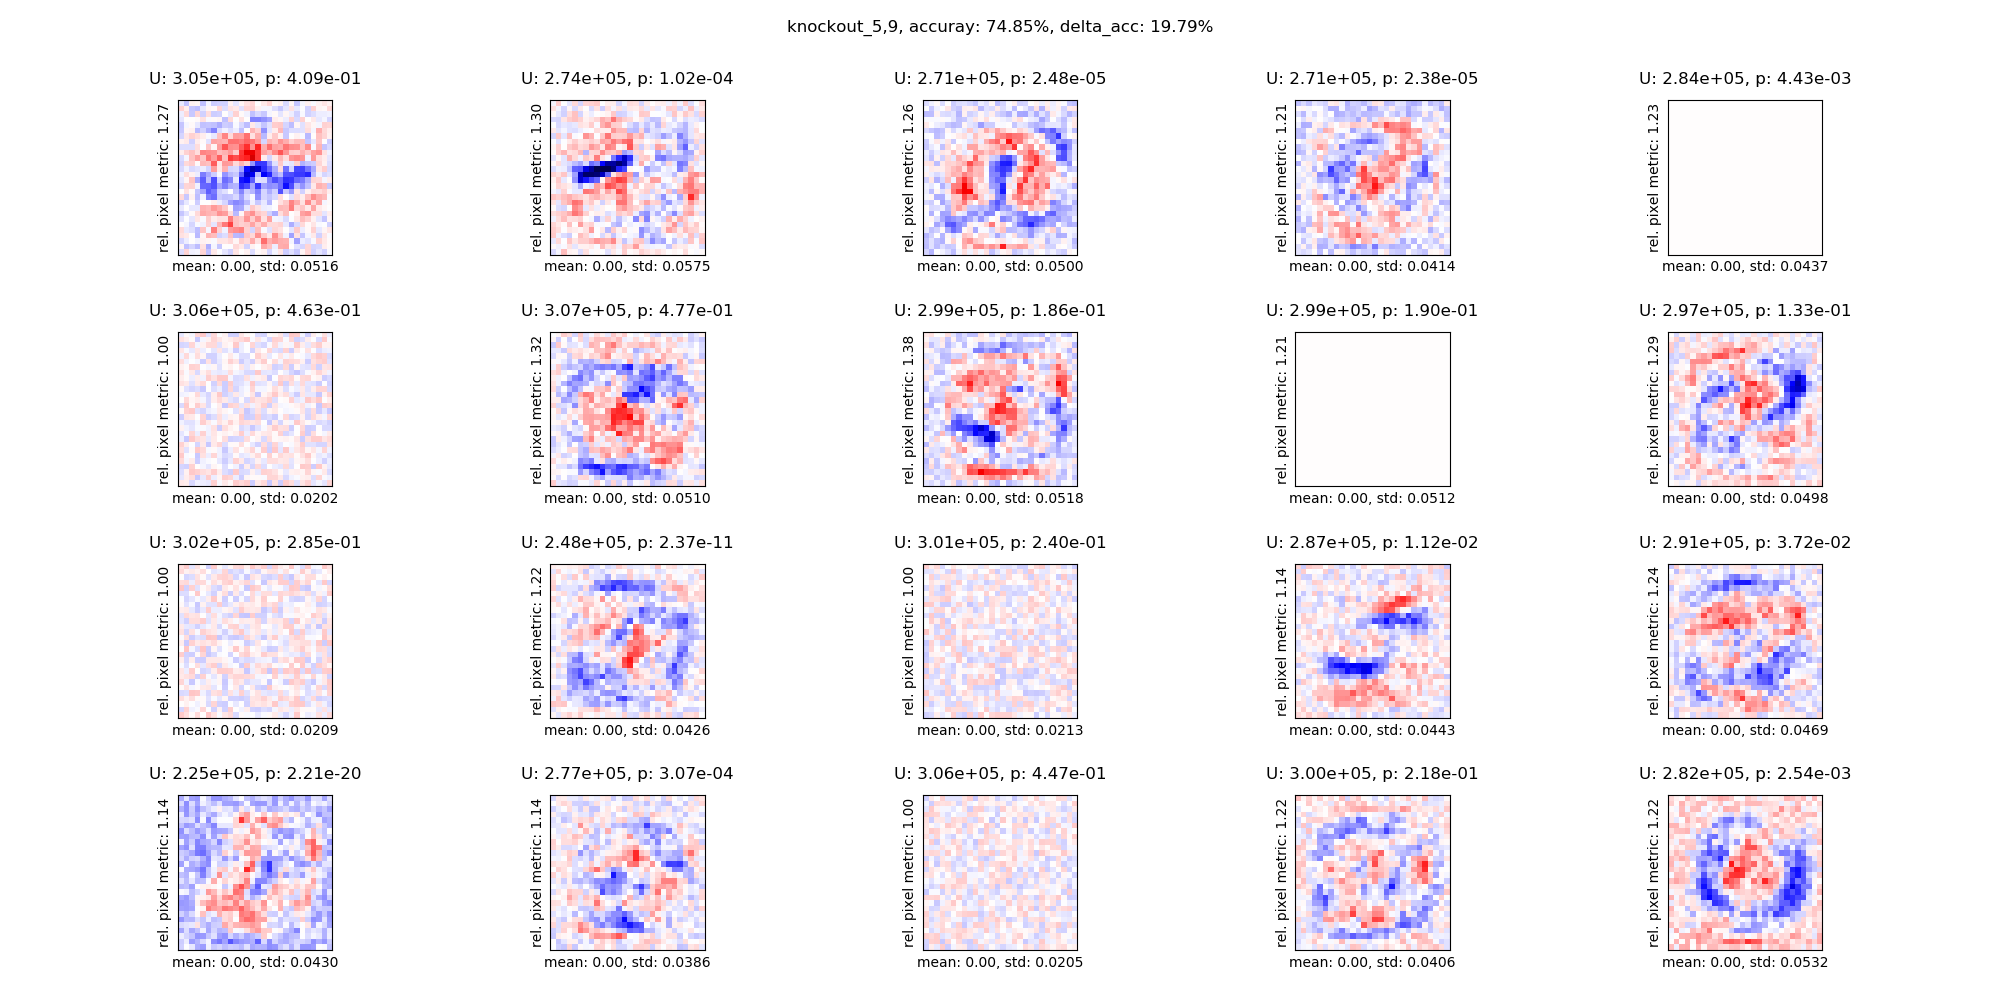 knockout_5,9, accuray: 74.85%, delta_acc: 19.79%
U: 3.05e+05, p: 4.09e-01
rel. pixel metric: 1.27
mean: 0.00, std: 0.0516
U: 2.74e+05, p: 1.02e-04
rel. pixel metric: 1.30
mean: 0.00, std: 0.0575
U: 2.71e+05, p: 2.48e-05
rel. pixel metric: 1.26
mean: 0.00, std: 0.0500
U: 2.71e+05, p: 2.38e-05
rel. pixel metric: 1.21
mean: 0.00, std: 0.0414
U: 2.84e+05, p: 4.43e-03
rel. pixel metric: 1.23
mean: 0.00, std: 0.0437
U: 3.06e+05, p: 4.63e-01
rel. pixel metric: 1.00
mean: 0.00, std: 0.0202
U: 3.07e+05, p: 4.77e-01
rel. pixel metric: 1.32
mean: 0.00, std: 0.0510
U: 2.99e+05, p: 1.86e-01
rel. pixel metric: 1.38
mean: 0.00, std: 0.0518
U: 2.99e+05, p: 1.90e-01
rel. pixel metric: 1.21
mean: 0.00, std: 0.0512
U: 2.97e+05, p: 1.33e-01
rel. pixel metric: 1.29
mean: 0.00, std: 0.0498
U: 3.02e+05, p: 2.85e-01
rel. pixel metric: 1.00
mean: 0.00, std: 0.0209
U: 2.48e+05, p: 2.37e-11
rel. pixel metric: 1.22
mean: 0.00, std: 0.0426
U: 3.01e+05, p: 2.40e-01
rel. pixel metric: 1.00
mean: 0.00, std: 0.0213
U: 2.87e+05, p: 1.12e-02
rel. pixel metric: 1.14
mean: 0.00, std: 0.0443
U: 2.91e+05, p: 3.72e-02
rel. pixel metric: 1.24
mean: 0.00, std: 0.0469
U: 2.25e+05, p: 2.21e-20
rel. pixel metric: 1.14
mean: 0.00, std: 0.0430
U: 2.77e+05, p: 3.07e-04
rel. pixel metric: 1.14
mean: 0.00, std: 0.0386
U: 3.06e+05, p: 4.47e-01
rel. pixel metric: 1.00
mean: 0.00, std: 0.0205
U: 3.00e+05, p: 2.18e-01
rel. pixel metric: 1.22
mean: 0.00, std: 0.0406
U: 2.82e+05, p: 2.54e-03
rel. pixel metric: 1.22
mean: 0.00, std: 0.0532